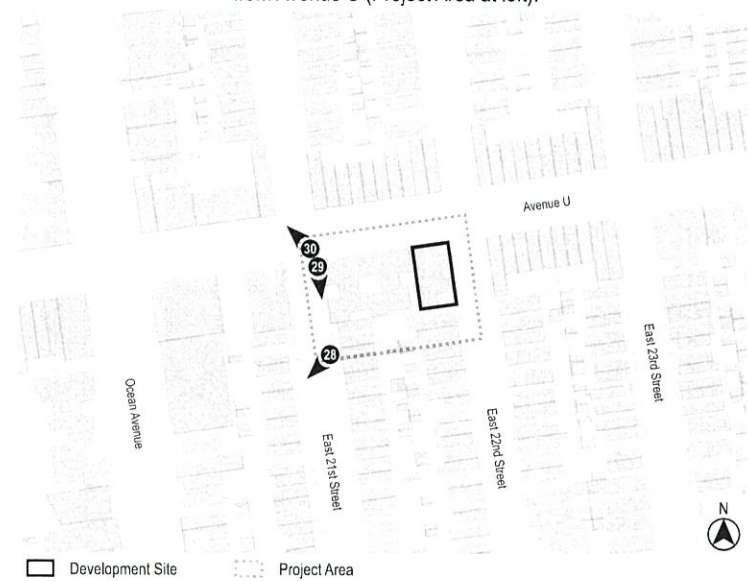 Avenue U
30
29
28
Ocean Avenue
East 21st Street
East 22nd Street
East 23rd Street
N
Development Site
Project Area